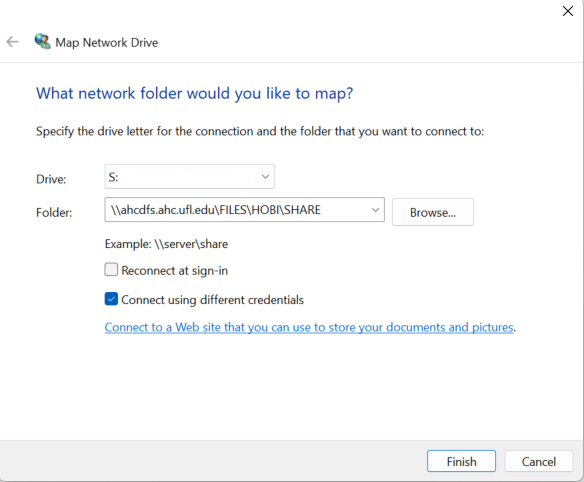 Map Network Drive
What network folder would you like to map?
Specify the drive letter for the connection and the folder that you want to connect to:
Drive: S:
Folder: \\ahcdfs.ahc.ufl.edu\FILES\HOBI\SHARE Browse...
Example: \\server\share
Reconnect at sign-in
Connect using different credentials
Connect to a Web site that you can use to store your documents and pictures.
Finish Cancel